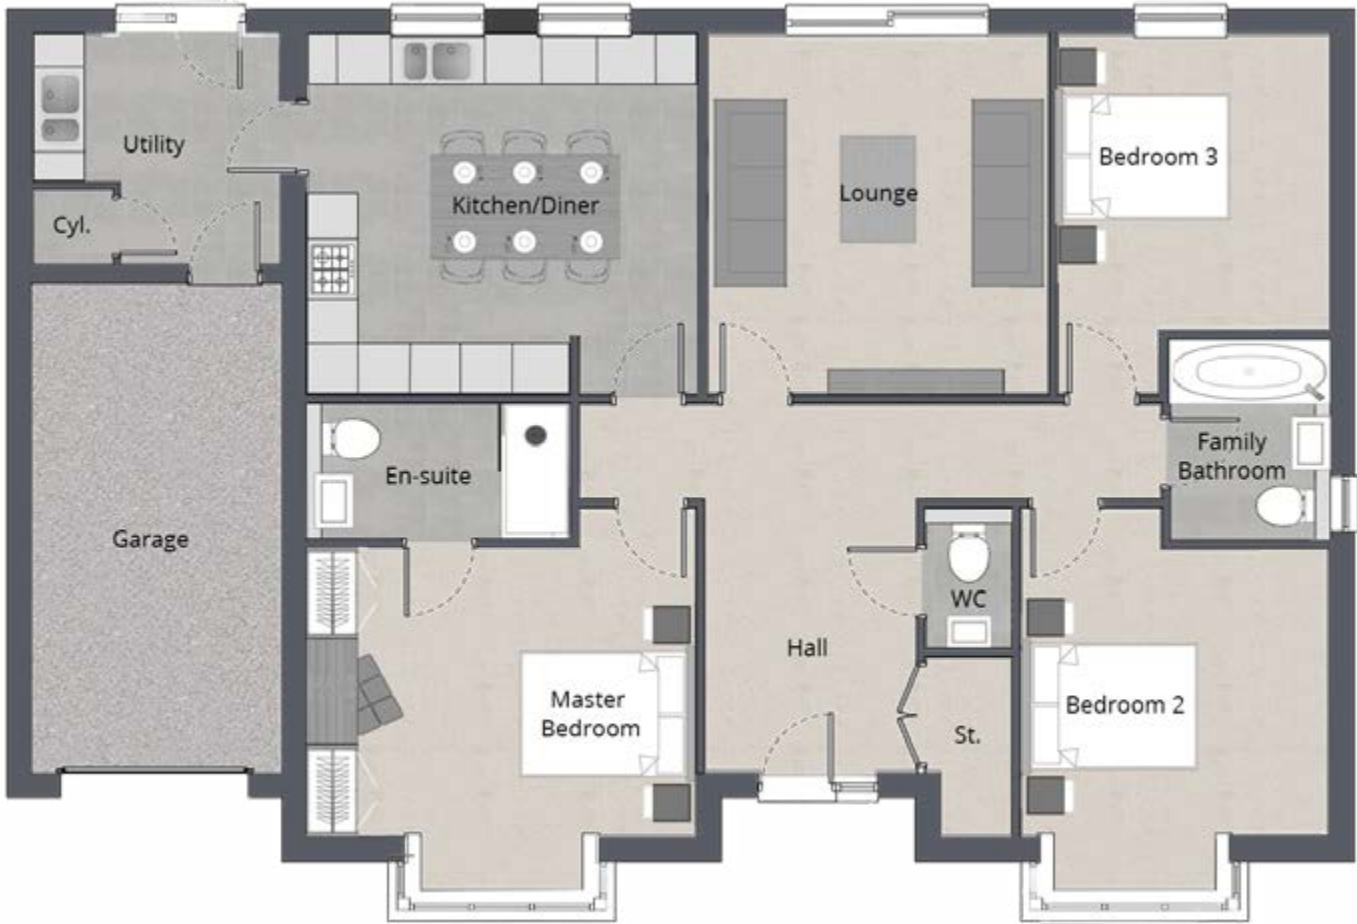 Utility
Cyl.
Kitchen/Diner
Lounge
Bedroom 3
Garage
En-suite
Family
Bathroom
WC
Hall
Master
Bedroom
St.
Bedroom 2